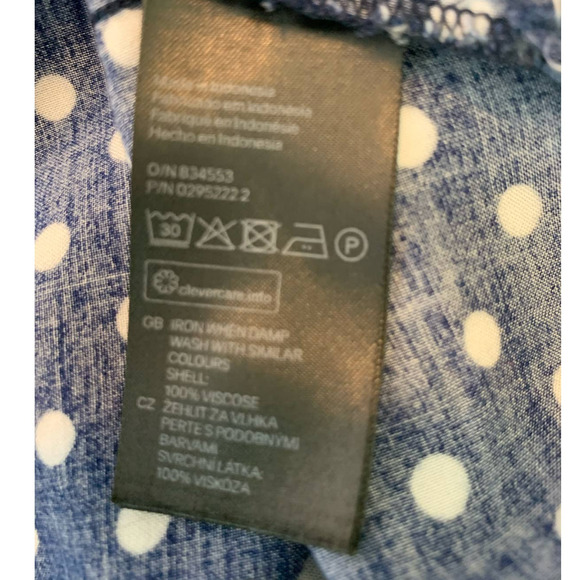 Made in Indonesia
Fabricado em Indonésia
Fabriqué en Indonésie
Hecho en Indonesia
O/N 834553
P/N 0295222 2
30 P
clevercare.info
GB IRON WHEN DAMP
WASH WITH SIMILAR
COLOURS
SHELL:
100% VISCOSE
CZ ŽEHLIT ZA VLHKA
PERTE S PODOBNÝMI
BARVAMI
SVRCHNÍ LÁTKA:
100% VISKÓZA